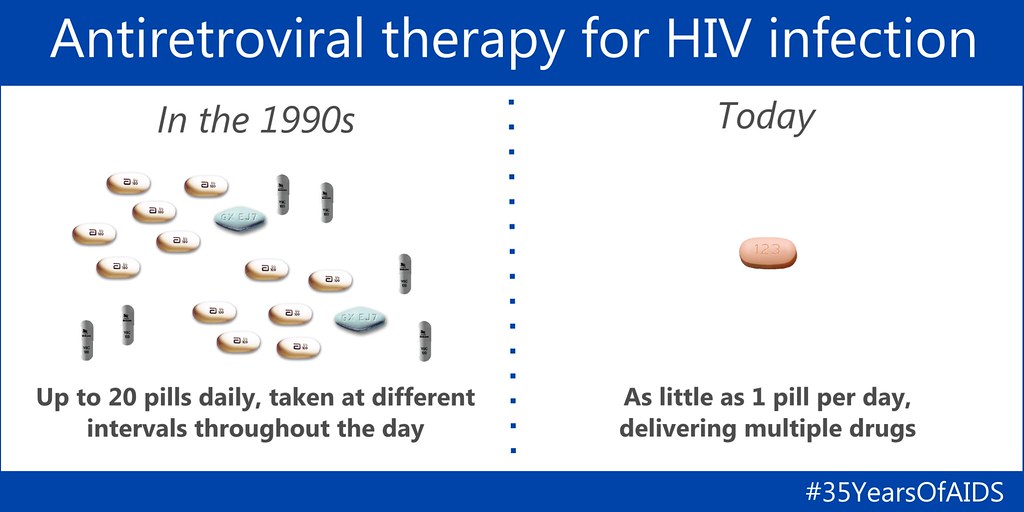 Antiretroviral therapy for HIV infection
In the 1990s
GX EJ7
GX EJ7
Up to 20 pills daily, taken at different
intervals throughout the day
Today
123
As little as 1 pill per day,
delivering multiple drugs
#35YearsOfAIDS